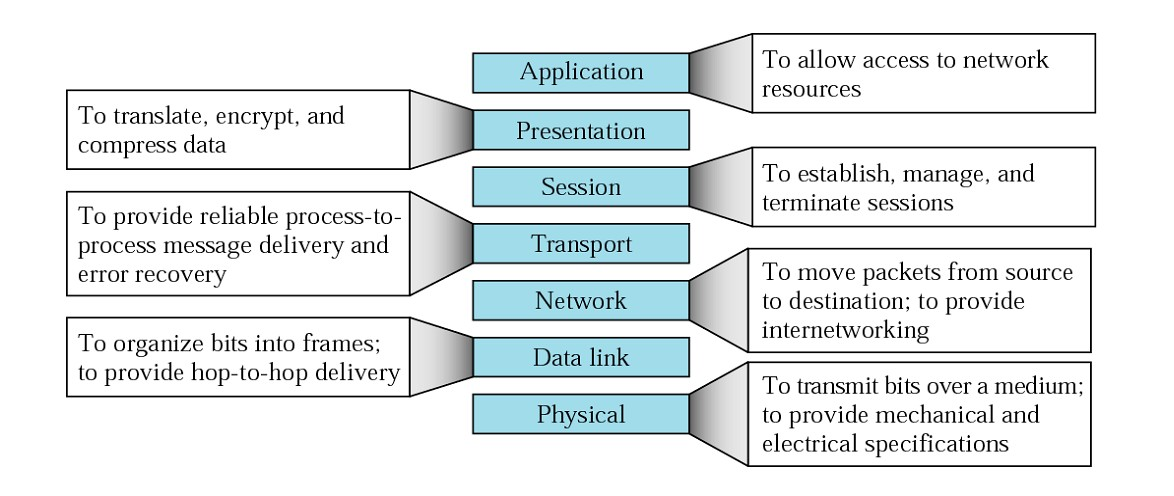 Application
To allow access to network
resources
To translate, encrypt, and
compress data
Presentation
Session
To establish, manage, and
terminate sessions
To provide reliable process-to-
process message delivery and
error recovery
Transport
Network
To move packets from source
to destination; to provide
internetworking
To organize bits into frames;
to provide hop-to-hop delivery
Data link
Physical
To transmit bits over a medium;
to provide mechanical and
electrical specifications